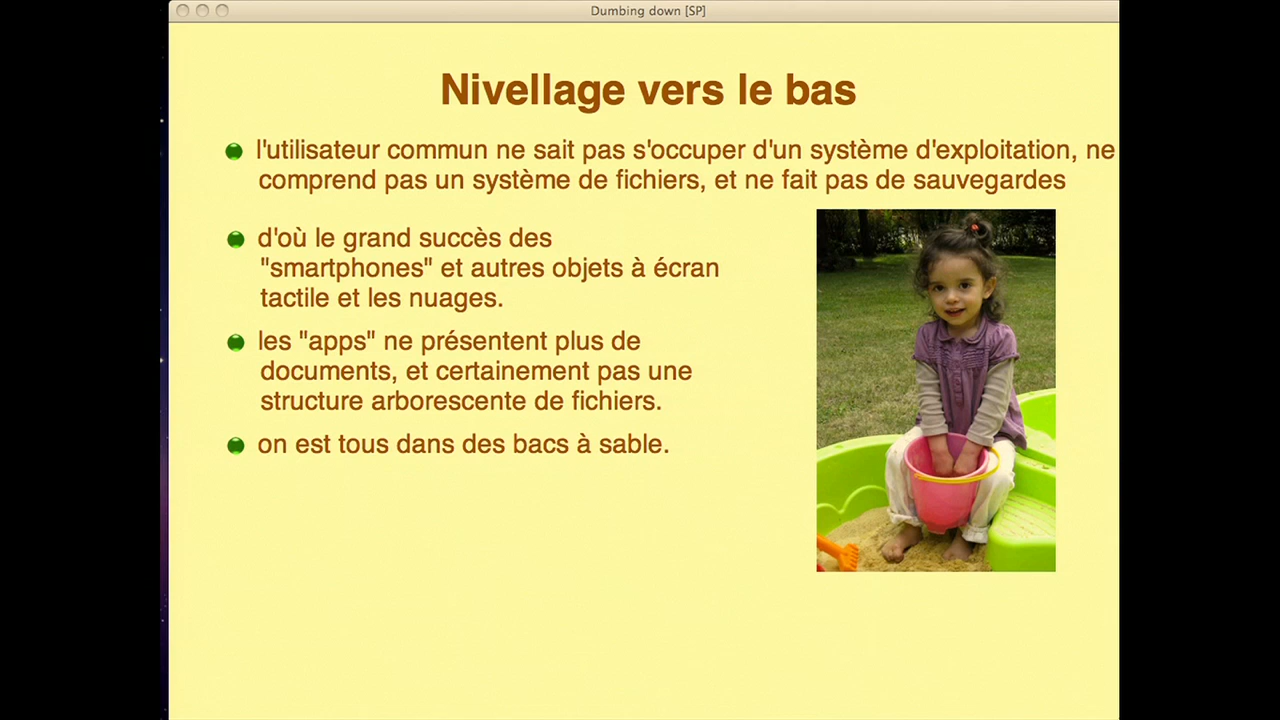 Dumbing down [SP]
Nivellage vers le bas
l'utilisateur commun ne sait pas s'occuper d'un système d'exploitation, ne
comprend pas un système de fichiers, et ne fait pas de sauvegardes
d'où le grand succès des
"smartphones" et autres objets à écran
tactile et les nuages.
les "apps" ne présentent plus de
documents, et certainement pas une
structure arborescente de fichiers.
on est tous dans des bacs à sable.